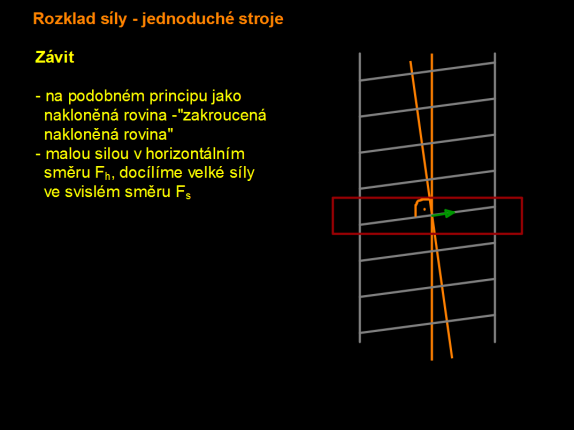 Rozklad síly - jednoduché stroje
Závit
- na podobném principu jako
nakloněná rovina -"zakroucená
nakloněná rovina"
- malou silou v horizontálním
směru Fh, docílíme velké síly
ve svislém směru Fs